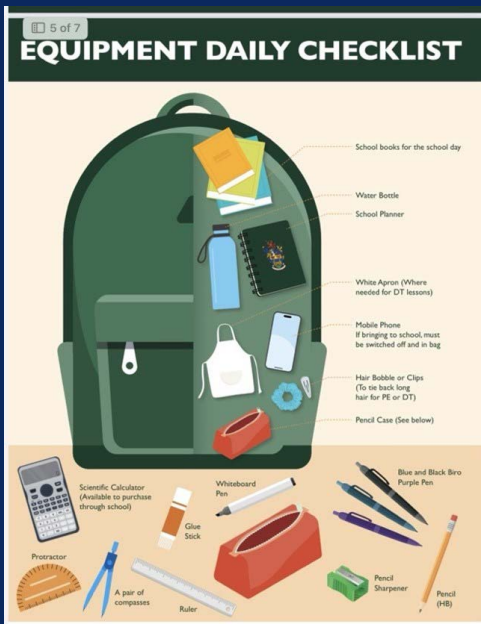 5 of 7
EQUIPMENT DAILY CHECKLIST
School books for the school day
Water Bottle
School Planner
White Apron (Where
needed for DT lessons)
Mobile Phone
If bringing to school, must
be switched off and in bag
Hair Bobble or Clips
(To tie back long
hair for PE or DT)
Pencil Case (See below)
Scientific Calculator
(Available to purchase
through school)
Glue
Stick
Whiteboard
Pen
Blue and Black Biro
Purple Pen
Protractor
A pair of
compasses
Ruler
Pencil
Sharpener
Pencil
(HB)